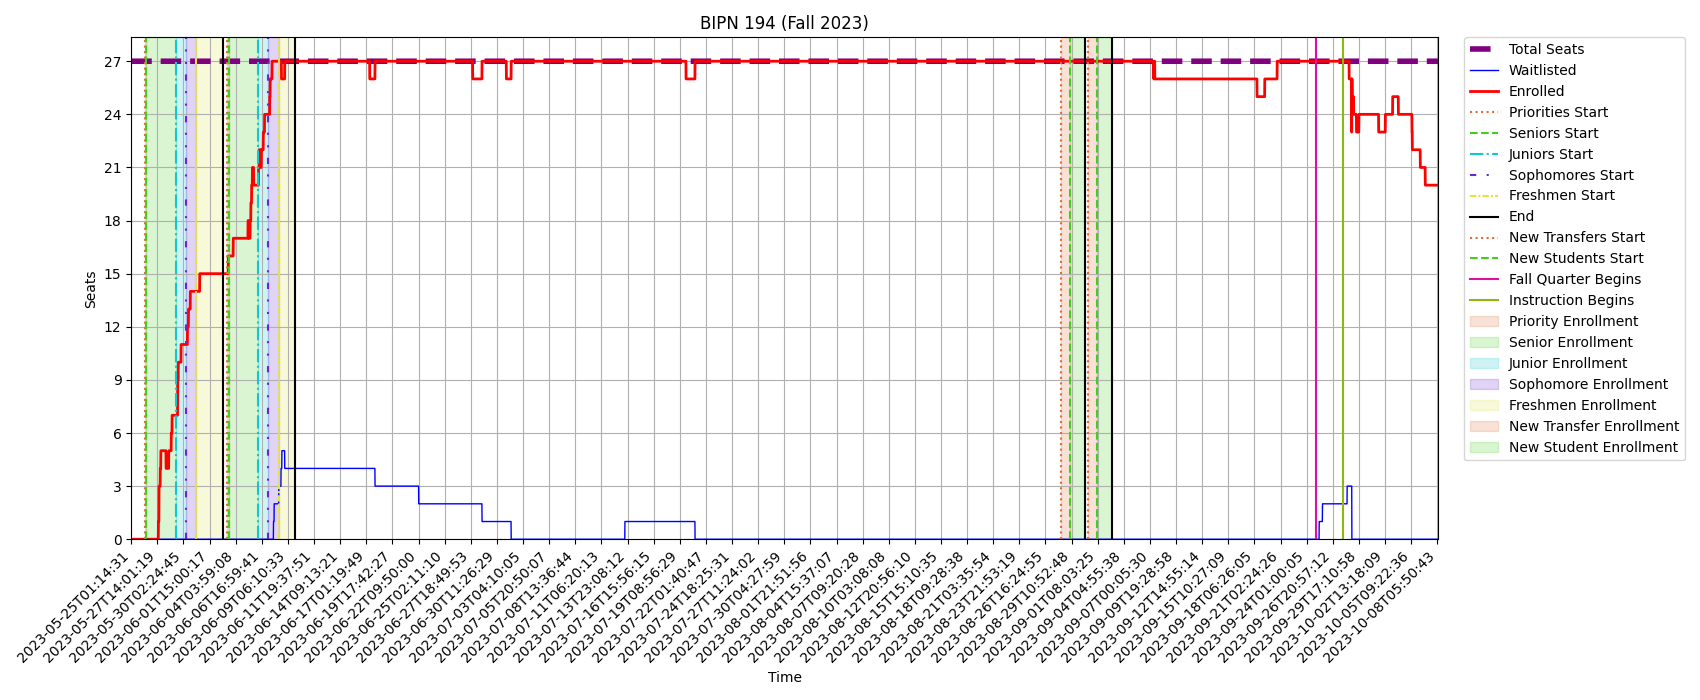 BIPN 194 (Fall 2023)
Seats
27
24
21
18
15
12
9
6
3
0
2023-05-25T01:14:31
2023-05-27T14:01:19
2023-05-30T02:24:45
2023-06-01T15:00:17
2023-06-04T03:59:08
2023-06-06T16:59:41
2023-06-09T06:10:33
2023-06-11T19:37:51
2023-06-14T09:13:21
2023-06-17T01:19:49
2023-06-19T17:42:27
2023-06-22T09:50:00
2023-06-25T02:11:10
2023-06-27T18:49:53
2023-06-30T11:26:29
2023-07-03T04:10:05
2023-07-05T20:50:07
2023-07-08T13:36:44
2023-07-11T06:20:13
2023-07-13T23:08:12
2023-07-16T15:56:15
2023-07-19T08:56:29
2023-07-22T01:40:47
2023-07-24T18:25:31
2023-07-27T11:24:02
2023-07-30T04:27:59
2023-08-01T21:51:56
2023-08-04T15:37:07
2023-08-07T09:20:28
2023-08-10T03:08:08
2023-08-12T20:56:10
2023-08-15T15:10:35
2023-08-18T09:28:38
2023-08-21T03:35:54
2023-08-23T21:53:19
2023-08-26T16:24:55
2023-08-29T10:52:48
2023-09-01T08:03:25
2023-09-04T04:55:38
2023-09-07T00:05:30
2023-09-09T19:28:58
2023-09-12T14:55:14
2023-09-15T10:27:09
2023-09-18T06:26:05
2023-09-21T02:24:26
2023-09-24T01:00:05
2023-09-26T20:57:12
2023-09-29T17:10:58
2023-10-02T13:18:09
2023-10-05T09:22:36
2023-10-08T05:50:43
Time
Total Seats
Waitlisted
Enrolled
Priorities Start
Seniors Start
Juniors Start
Sophomores Start
Freshmen Start
End
New Transfers Start
New Students Start
Fall Quarter Begins
Instruction Begins
Priority Enrollment
Senior Enrollment
Junior Enrollment
Sophomore Enrollment
Freshmen Enrollment
New Transfer Enrollment
New Student Enrollment